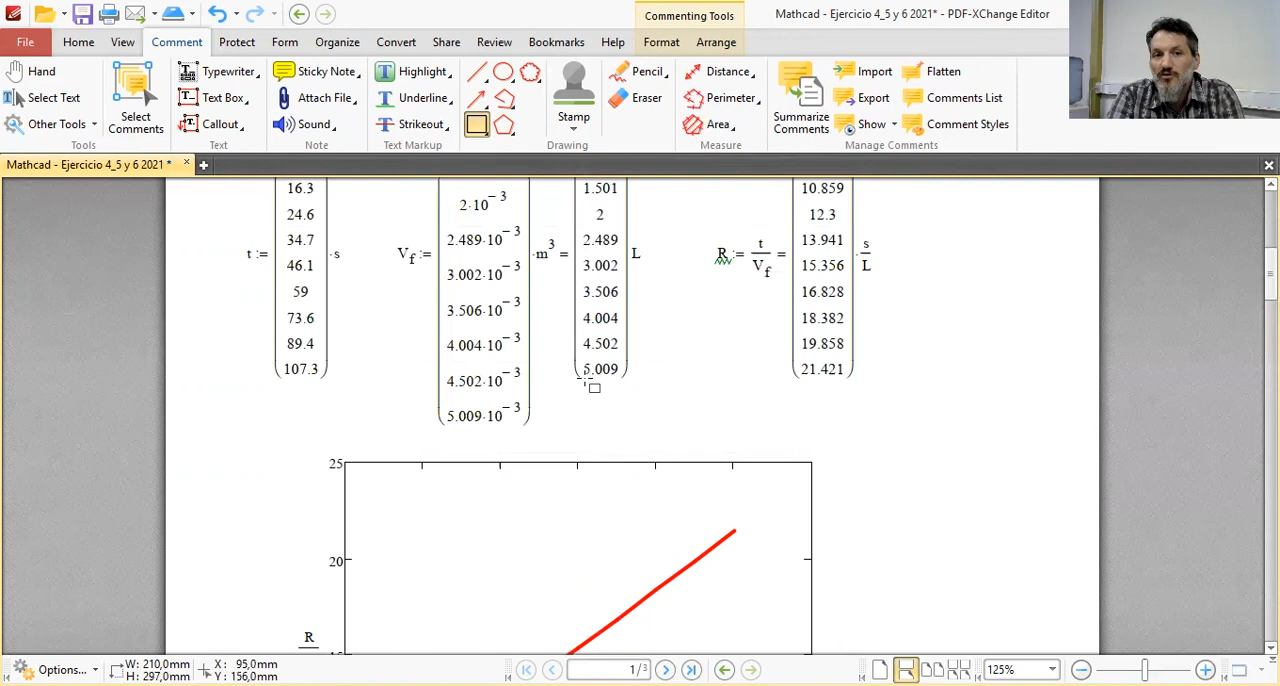 Commenting Tools
Mathcad - Ejercicio 4_5 y 6 2021* - PDF-XChange Editor
File Home View Comment Protect Form Organize Convert Share Review Bookmarks Help Format Arrange
Hand
Select Text
Other Tools
Select
Comments
Tools
Typewriter
Text Box
Callout
Text
Sticky Note
Attach File
Sound
Note
Highlight
Underline
Strikeout
Text Markup
Pencil
Eraser
Drawing
Stamp
Distance
Perimeter
Area
Measure
Summarize
Comments
Import
Export
Show
Flatten
Comments List
Comment Styles
Manage Comments
Mathcad - Ejercicio 4_5 y 6 2021 *
t :=
16.3
24.6
34.7
46.1
59
73.6
89.4
107.3
· s
Vf :=
2·10⁻³
2.489·10⁻³
3.002·10⁻³
3.506·10⁻³
4.004·10⁻³
4.502·10⁻³
5.009·10⁻³
·m³ =
1.501
2
2.489
3.002
3.506
4.004
4.502
5.009
L
R := t/Vf =
10.859
12.3
13.941
15.356
16.828
18.382
19.858
21.421
· s/L
25
20
R
Options...
W: 210,0mm
H: 297,0mm
X: 95,0mm
Y: 156,0mm
1/3
125%